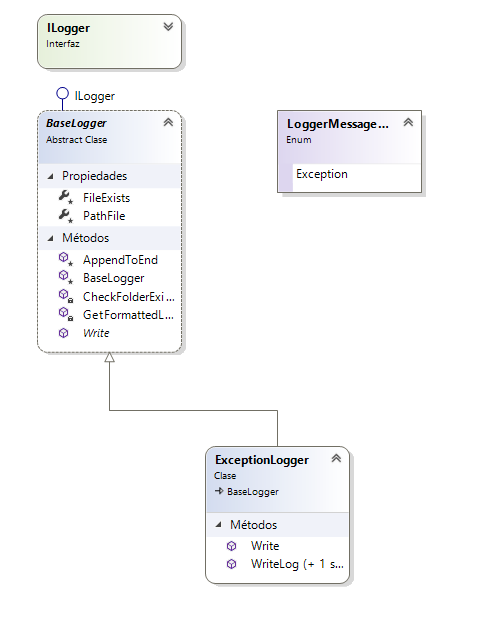 ILogger
Interfaz
ILogger
BaseLogger
Abstract Clase
Propiedades
FileExists
PathFile
Métodos
AppendToEnd
BaseLogger
CheckFolderExi...
GetFormattedL...
Write
LoggerMessage...
Enum
Exception
ExceptionLogger
Clase
BaseLogger
Métodos
Write
WriteLog (+ 1 s...